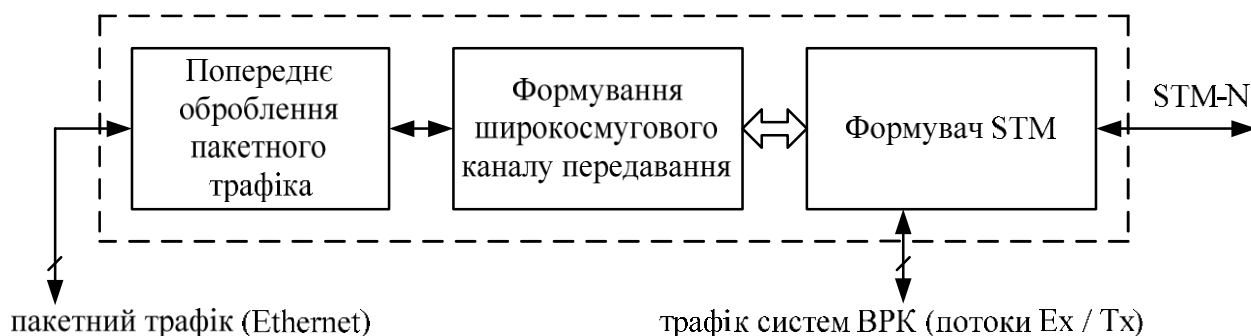 Попереднє
оброблення
пакетного
трафіка
Формування
широкосмугового
каналу передавання
Формувач STM
STM-N
пакетний трафік (Ethernet)
трафік систем ВРК (потоки Ex / Tx)